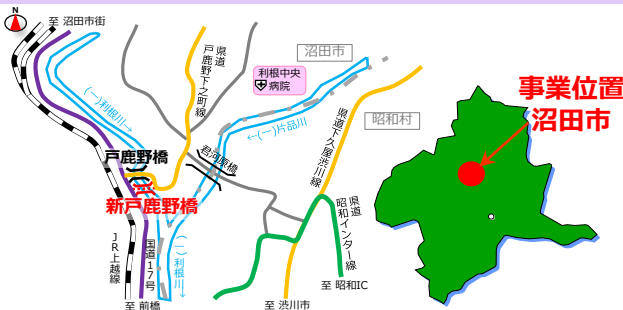 N
至 沼田市街
県道
戸鹿野下之町線
(一)利根川→
沼田市
利根中央
病院
←(一)片品川
昭和村
県道下久屋渋川線
事業位置
沼田市
戸鹿野橋
君河原橋
新戸鹿野橋
県道
昭和インター線
(一)利根川→
国道17号
JR上越線
至 昭和IC
至 前橋
至 渋川市